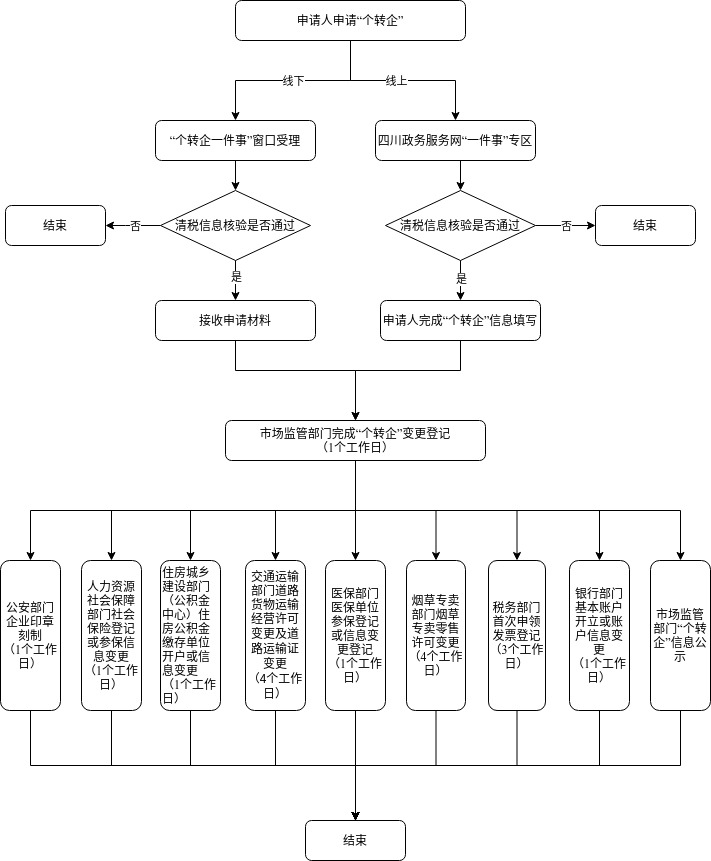 申请人申请“个转企”
线下
线上
“个转企一件事”窗口受理
四川政务服务网“一件事”专区
结束
否
清税信息核验是否通过
清税信息核验是否通过
否
结束
是
是
接收申请材料
申请人完成“个转企”信息填写
市场监管部门完成“个转企”变更登记
（1个工作日）
公安部门
企业印章
刻制
（1个工作
日）
人力资源
社会保障
部门社会
保险登记
或参保信
息变更
（1个工作
日）
住房城乡
建设部门
（公积金
中心）住
房公积金
缴存单位
开户或信
息变更
（1个工作
日）
交通运输
部门道路
货物运输
经营许可
变更及道
路运输证
变更
（4个工作
日）
医保部门
医保单位
参保登记
或信息变
更登记
（1个工作
日）
烟草专卖
部门烟草
专卖零售
许可变更
（4个工作
日）
税务部门
首次申领
发票登记
（3个工作
日）
银行部门
基本账户
开立或账
户信息变
更
（1个工作
日）
市场监管
部门“个转
企”信息公
示
结束